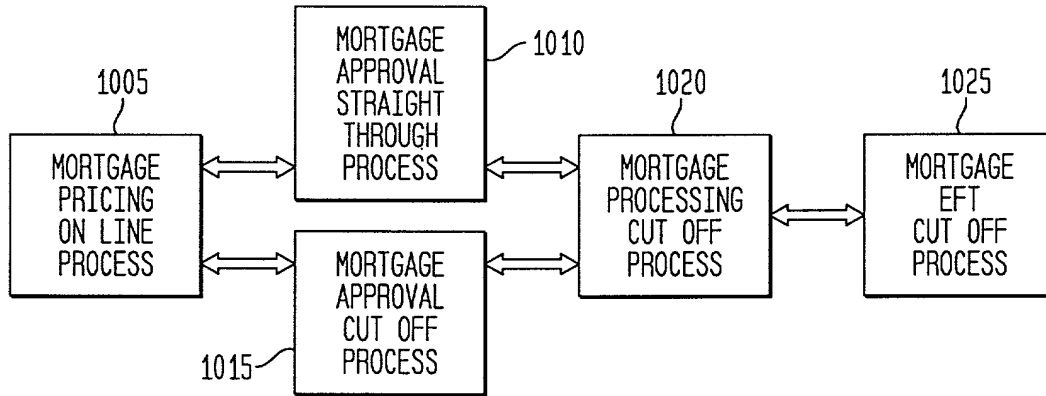 1005
MORTGAGE
PRICING
ON LINE
PROCESS
MORTGAGE
APPROVAL
STRAIGHT
THROUGH
PROCESS
1010
MORTGAGE
APPROVAL
CUT OFF
PROCESS
1015
1020
MORTGAGE
PROCESSING
CUT OFF
PROCESS
1025
MORTGAGE
EFT
CUT OFF
PROCESS